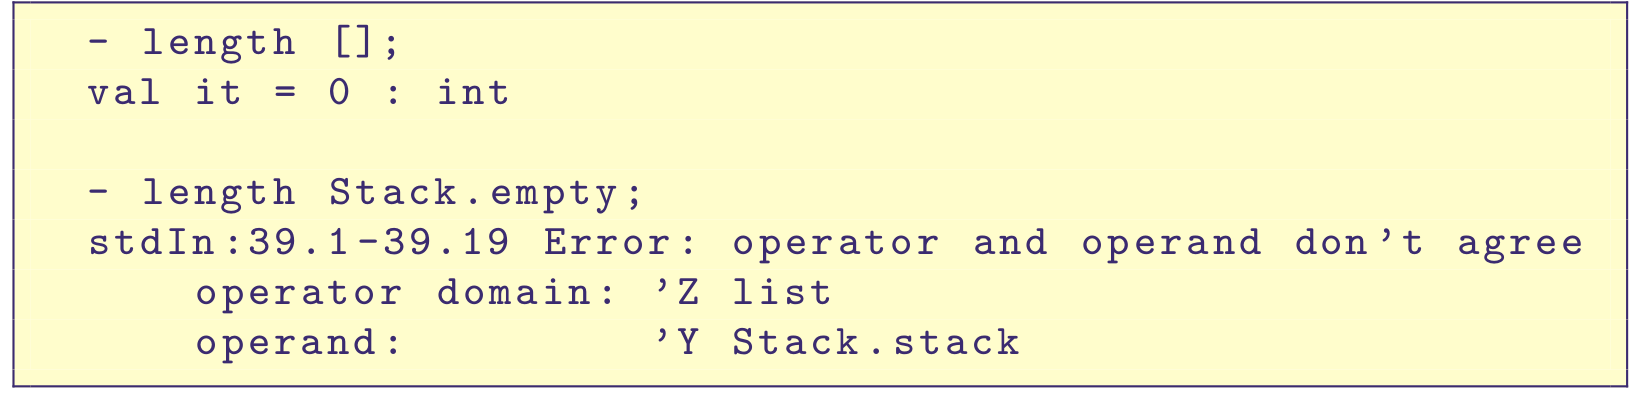 - length [];
val it = 0 : int

- length Stack.empty;
stdIn:39.1-39.19 Error: operator and operand don't agree
    operator domain: 'Z list
    operand:         'Y Stack.stack